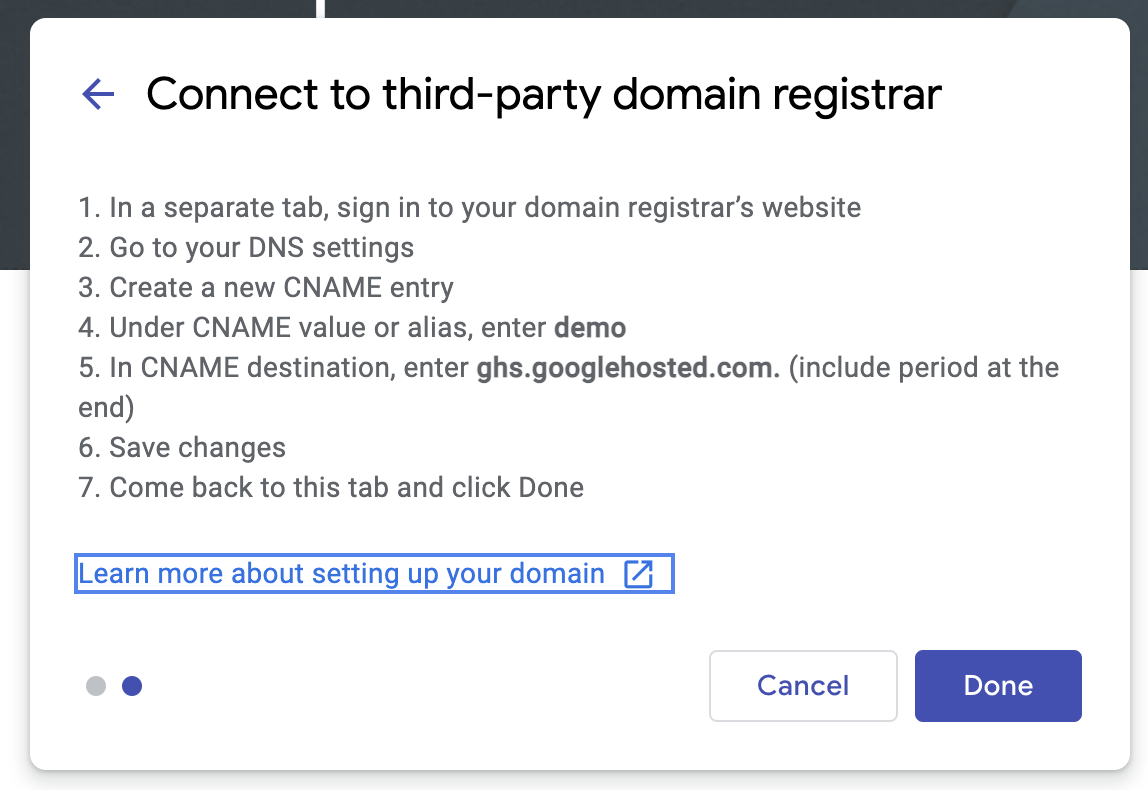 Connect to third-party domain registrar
1. In a separate tab, sign in to your domain registrar’s website
2. Go to your DNS settings
3. Create a new CNAME entry
4. Under CNAME value or alias, enter demo
5. In CNAME destination, enter ghs.googlehosted.com. (include period at the
end)
6. Save changes
7. Come back to this tab and click Done
Learn more about setting up your domain
Cancel Done